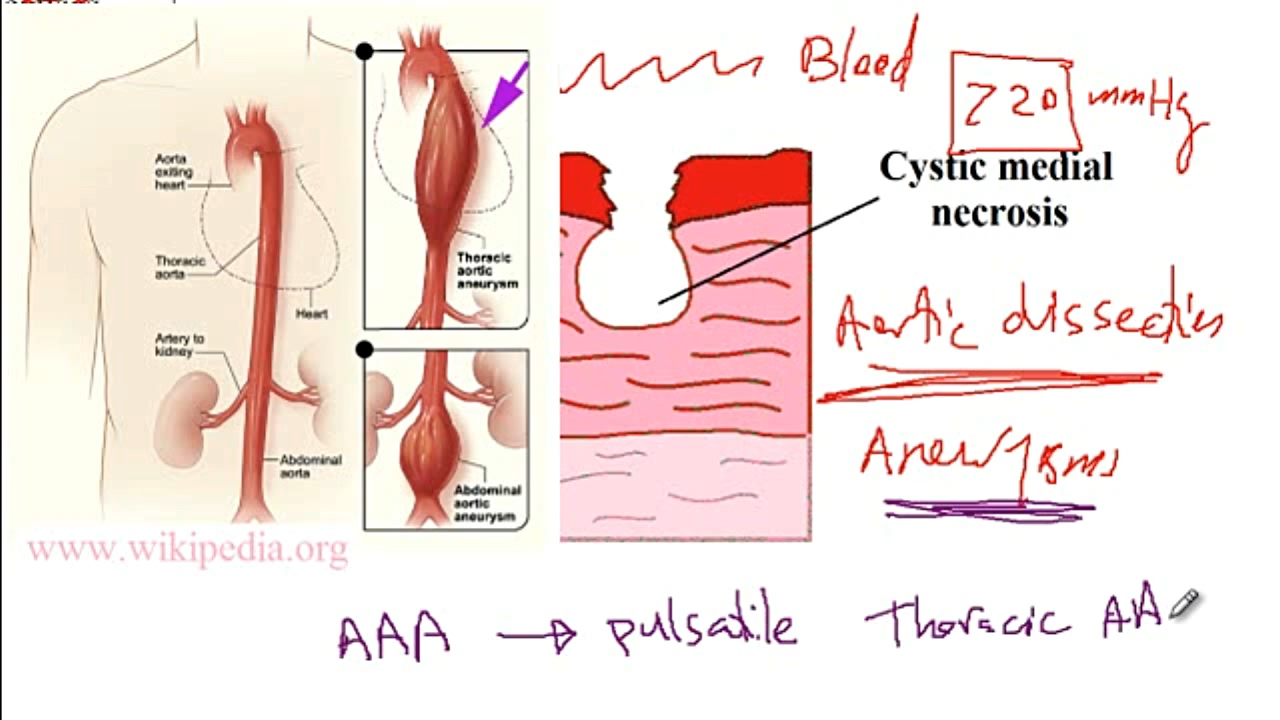 Aorta
exiting
heart
Thoracic
aorta
Heart
Artery to
kidney
Abdominal
aorta
Thoracic
aortic
aneurysm
Abdominal
aortic
aneurysm
www.wikipedia.org
Blood
220 mmHg
Cystic medial
necrosis
Aortic dissection
Aneurysms
AAA → pulsatile Thoracic AA